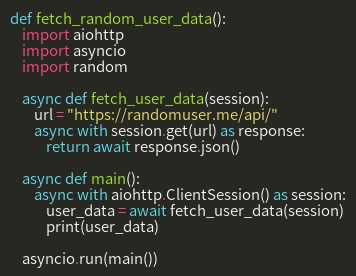 def fetch_random_user_data():
    import aiohttp
    import asyncio
    import random

    async def fetch_user_data(session):
        url = "https://randomuser.me/api/"
        async with session.get(url) as response:
            return await response.json()

    async def main():
        async with aiohttp.ClientSession() as session:
            user_data = await fetch_user_data(session)
            print(user_data)

    asyncio.run(main())